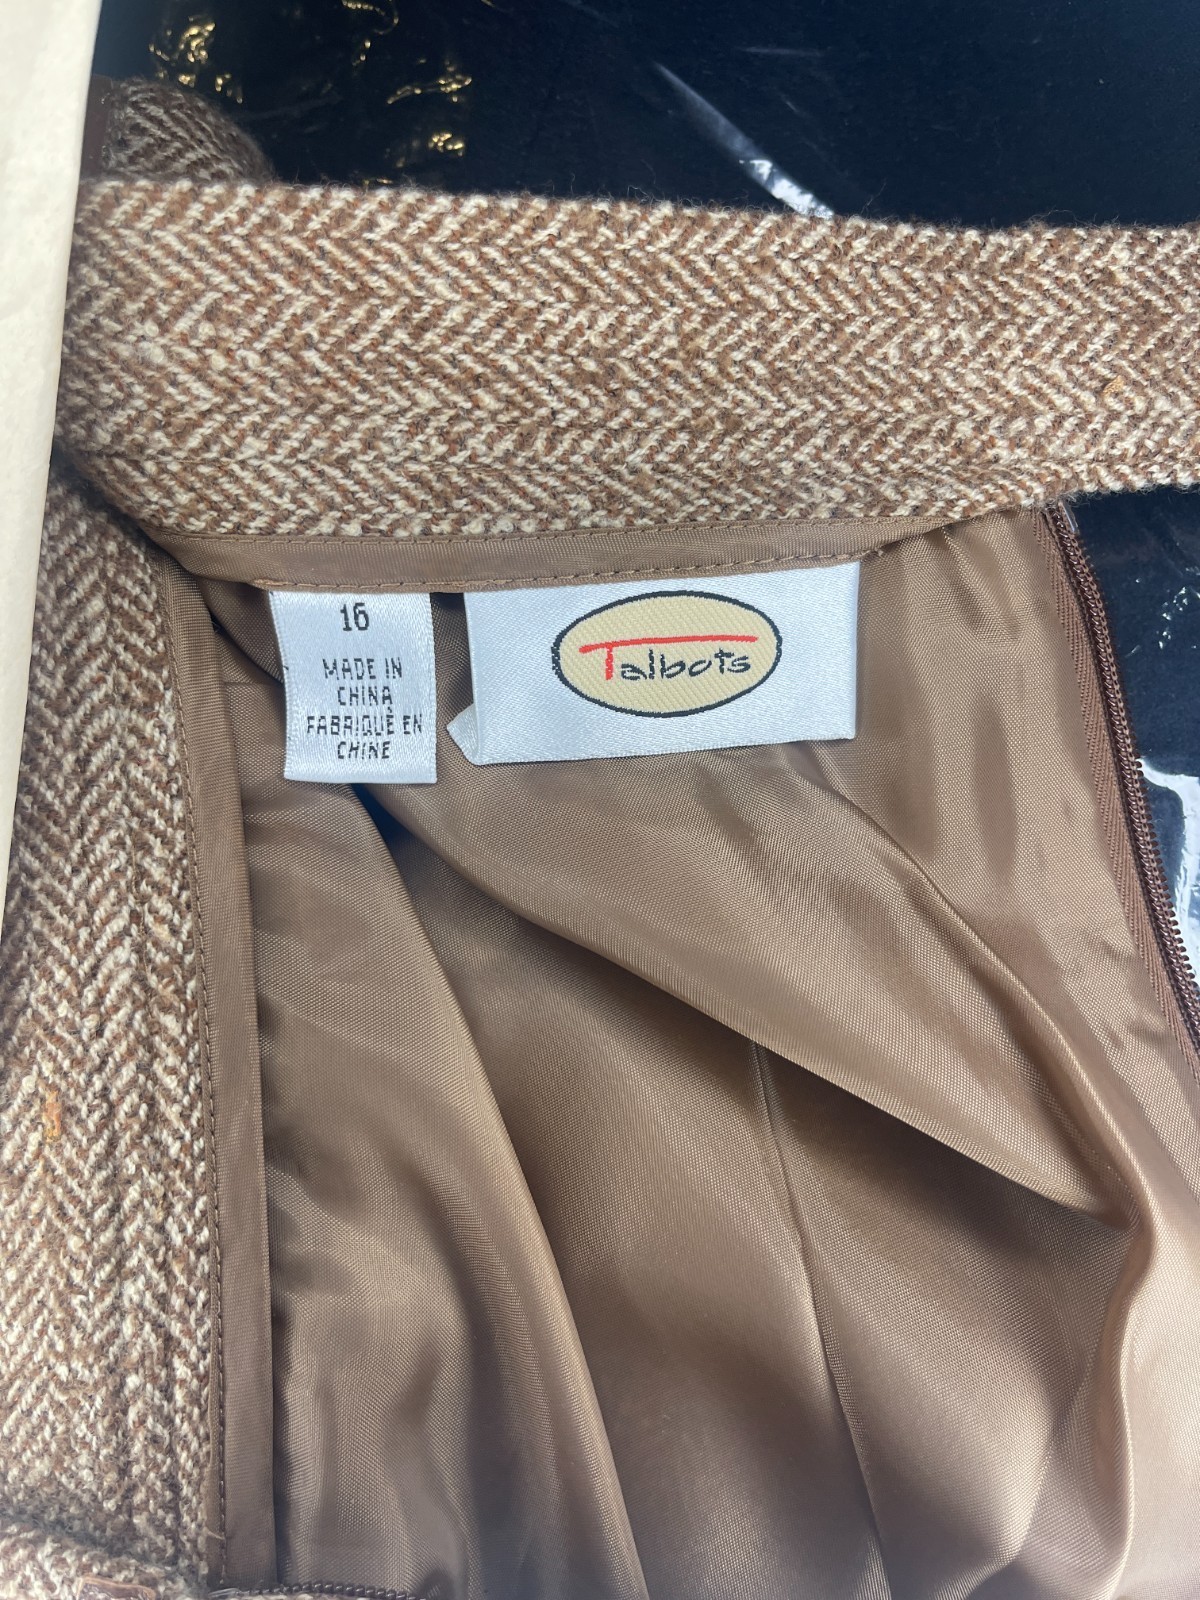 16
MADE IN
CHINA
FABRIQUÉ EN
CHINE
Talbots